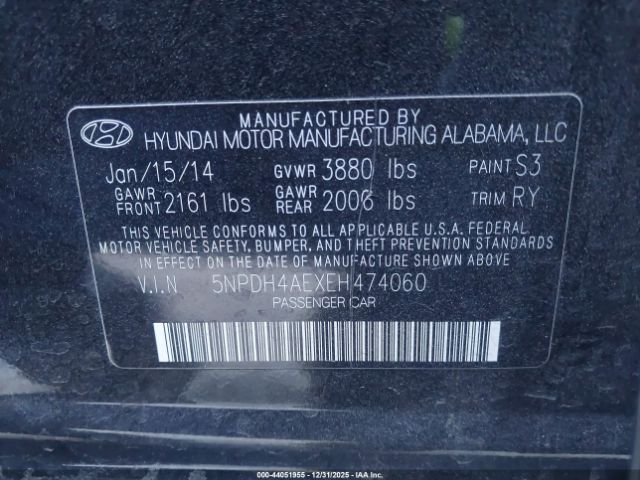 MANUFACTURED BY
HYUNDAI MOTOR MANUFACTURING ALABAMA, LLC
Jan/15/14 GVWR 3880 lbs PAINT S3
GAWR FRONT 2161 lbs GAWR REAR 2006 lbs TRIM RY
THIS VEHICLE CONFORMS TO ALL APPLICABLE U.S.A. FEDERAL
MOTOR VEHICLE SAFETY, BUMPER, AND THEFT PREVENTION STANDARDS
IN EFFECT ON THE DATE OF MANUFACTURE SHOWN ABOVE
V.I.N 5NPDH4AEXEH474060
PASSENGER CAR
000-44051955 - 12/31/2025 - IAAI.COM